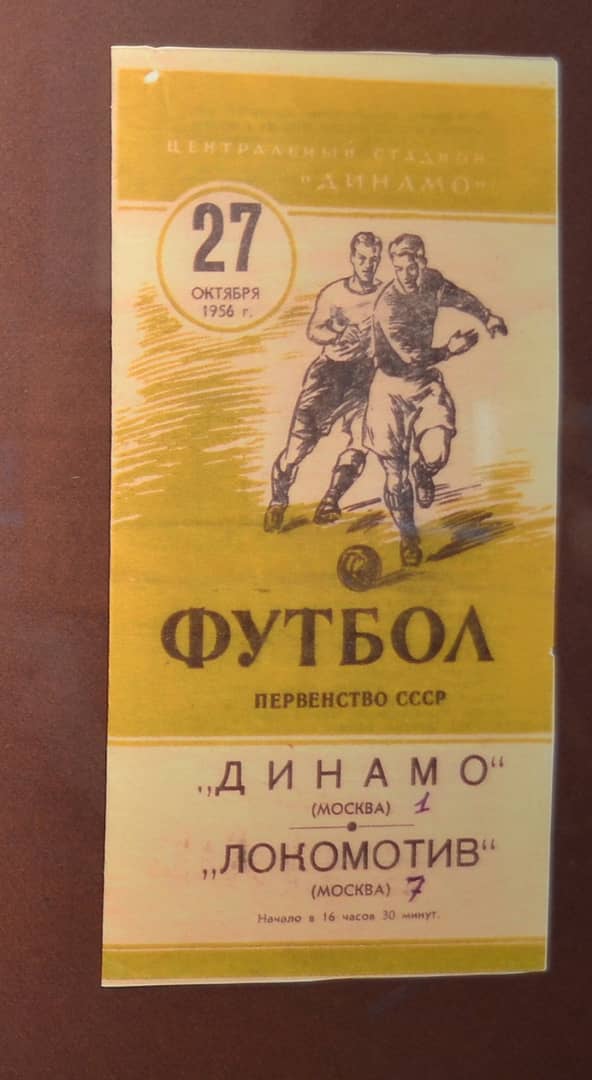 ЦЕНТРАЛЬНЫЙ СТАДИОН
„ДИНАМО“
27
ОКТЯБРЯ
1956 г.
ФУТБОЛ
ПЕРВЕНСТВО СССР
„ДИНАМО“
(МОСКВА) 1
„ЛОКОМОТИВ“
(МОСКВА) 7
Начало в 16 часов 30 минут.